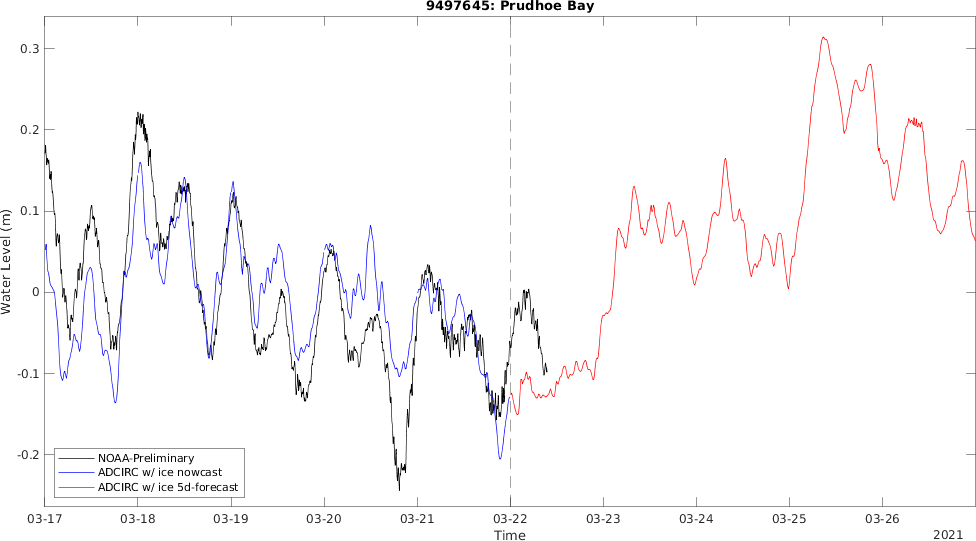 9497645: Prudhoe Bay
Water Level (m)
0.3
0.2
0.1
0
-0.1
-0.2
NOAA-Preliminary
ADCIRC w/ ice nowcast
ADCIRC w/ ice 5d-forecast
03-17 03-18 03-19 03-20 03-21 03-22 03-23 03-24 03-25 03-26
Time
2021